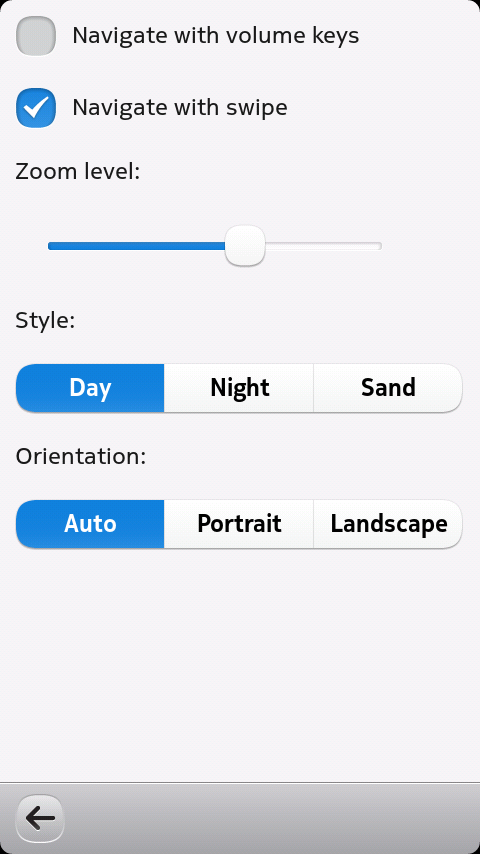 Navigate with volume keys
Navigate with swipe
Zoom level:
Style:
Day Night Sand
Orientation:
Auto Portrait Landscape